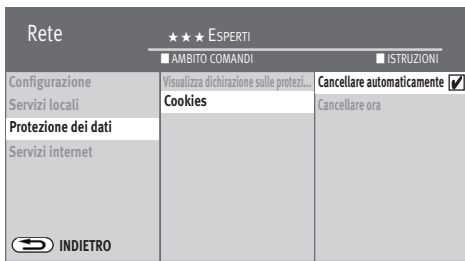 Rete
★ ★ ★ ESPERTI
AMBITO COMANDI
ISTRUZIONI
Configurazione
Servizi locali
Protezione dei dati
Servizi internet
Visualizza dichirazione sulle protezi...
Cookies
Cancellare automaticamente
Cancellare ora
INDIETRO